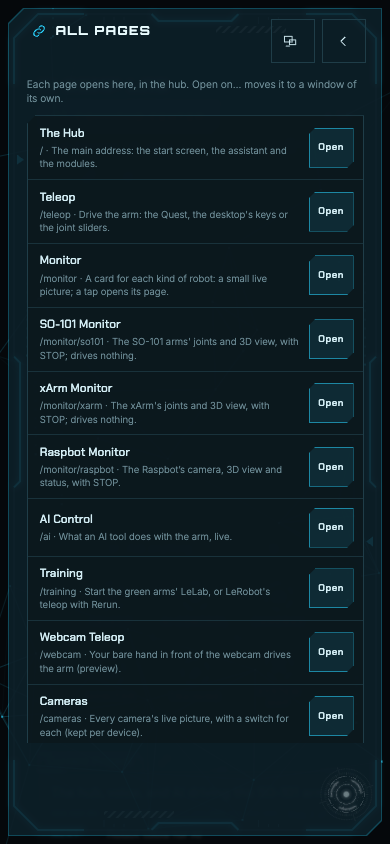 ALL PAGES
Each page opens here, in the hub. Open on... moves it to a window of
its own.
The Hub
/ · The main address: the start screen, the assistant and
the modules.
Open
Teleop
/teleop · Drive the arm: the Quest, the desktop's keys or
the joint sliders.
Open
Monitor
/monitor · A card for each kind of robot: a small live
picture; a tap opens its page.
Open
SO-101 Monitor
/monitor/so101 · The SO-101 arms' joints and 3D view, with
STOP; drives nothing.
Open
xArm Monitor
/monitor/xarm · The xArm's joints and 3D view, with
STOP; drives nothing.
Open
Raspbot Monitor
/monitor/raspbot · The Raspbot's camera, 3D view and
status, with STOP.
Open
AI Control
/ai · What an AI tool does with the arm, live.
Open
Training
/training · Start the green arms' LeLab, or LeRobot's
teleop with Rerun.
Open
Webcam Teleop
/webcam · Your bare hand in front of the webcam drives
the arm (preview).
Open
Cameras
/cameras · Every camera's live picture, with a switch for
each (kept per device).
Open